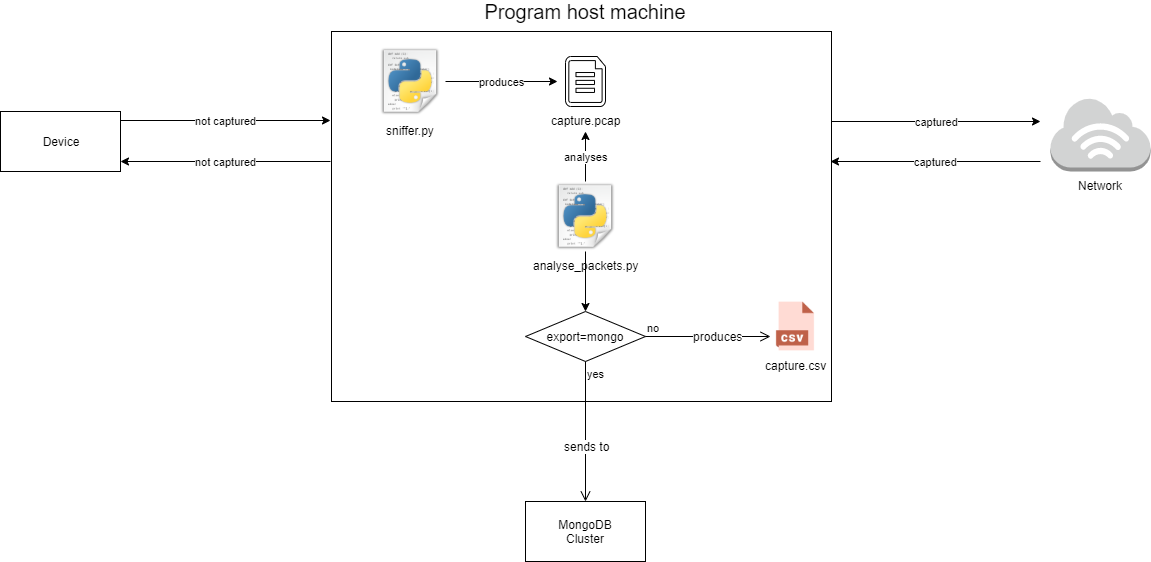 Program host machine
produces
sniffer.py
capture.pcap
not captured
captured
Device
analyses
not captured
captured
Network
analyse_packets.py
export=mongo
no
produces
CSV
capture.csv
yes
sends to
MongoDB
Cluster